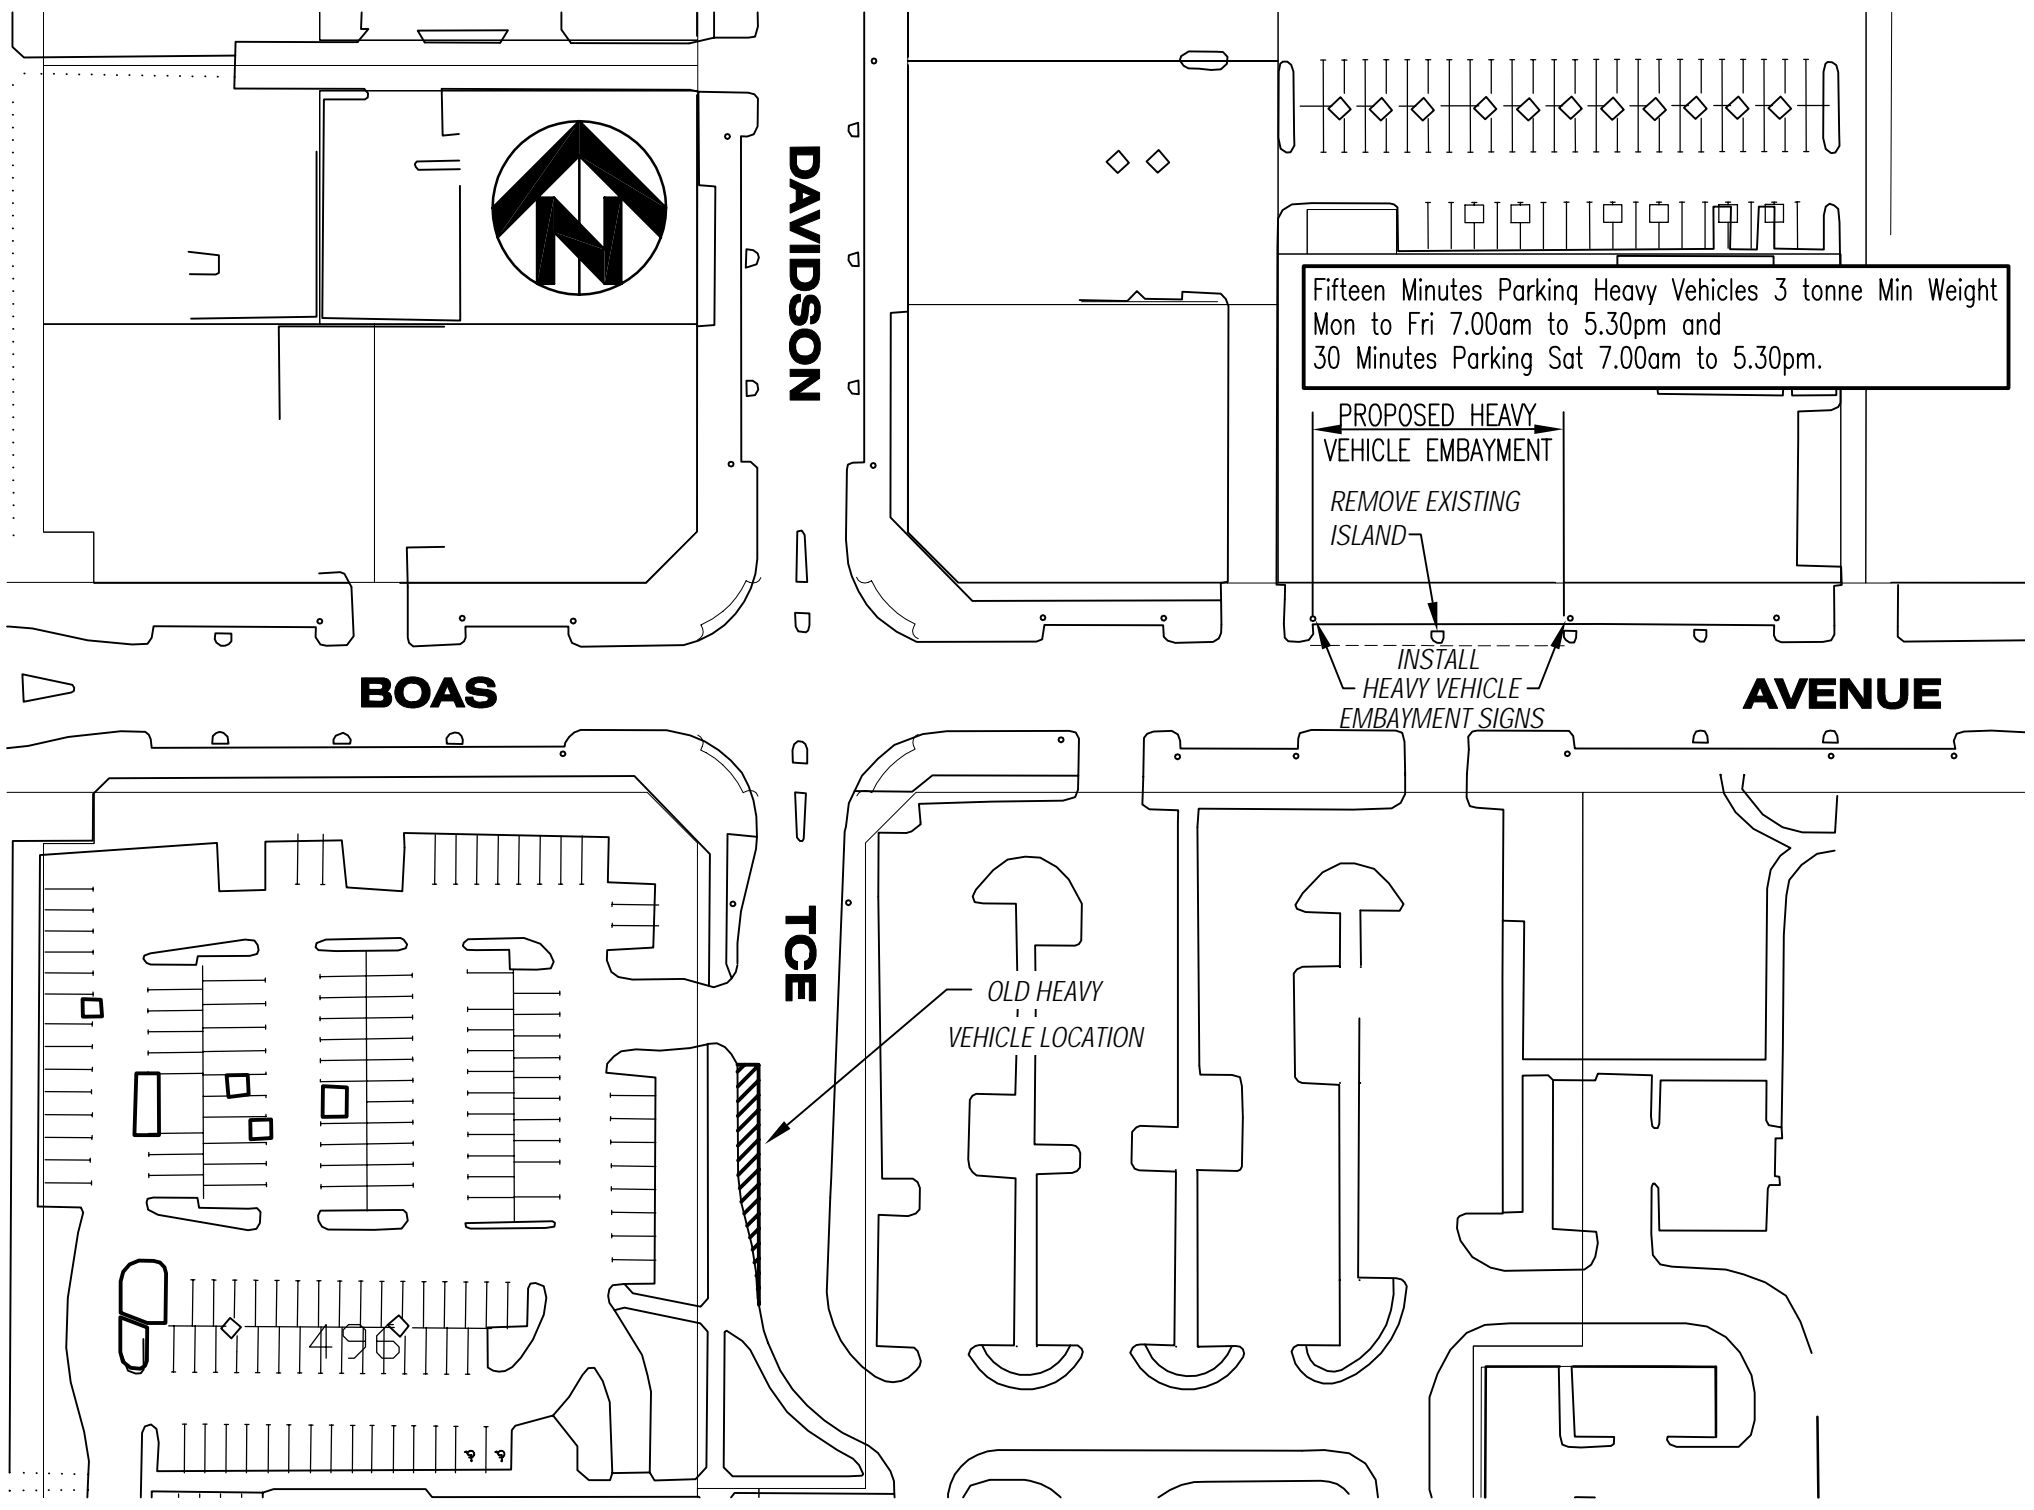 N
DAVIDSON
Fifteen Minutes Parking Heavy Vehicles 3 tonne Min Weight
Mon to Fri 7.00am to 5.30pm and
30 Minutes Parking Sat 7.00am to 5.30pm.
PROPOSED HEAVY
VEHICLE EMBAYMENT
REMOVE EXISTING
ISLAND
INSTALL
HEAVY VEHICLE
EMBAYMENT SIGNS
BOAS
AVENUE
TCE
OLD HEAVY
VEHICLE LOCATION
496